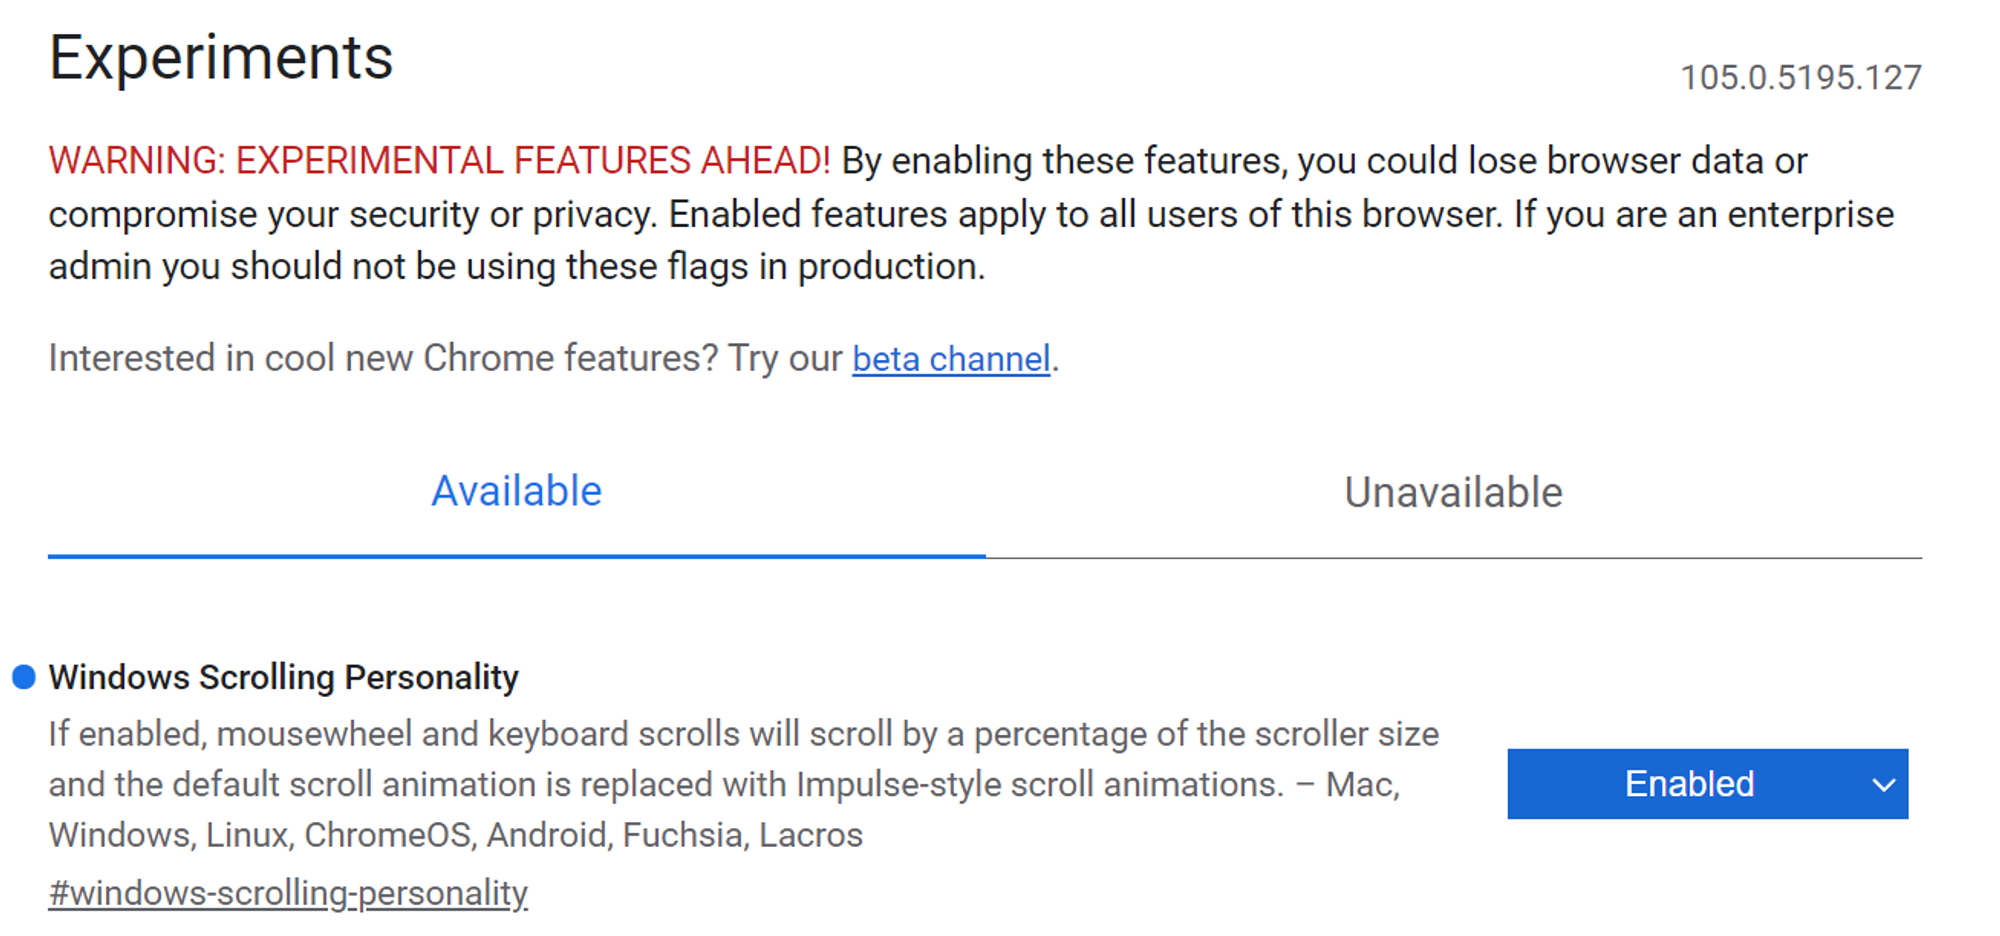 Experiments
105.0.5195.127
WARNING: EXPERIMENTAL FEATURES AHEAD! By enabling these features, you could lose browser data or
compromise your security or privacy. Enabled features apply to all users of this browser. If you are an enterprise
admin you should not be using these flags in production.
Interested in cool new Chrome features? Try our beta channel.
Available
Unavailable
Windows Scrolling Personality
If enabled, mousewheel and keyboard scrolls will scroll by a percentage of the scroller size
and the default scroll animation is replaced with Impulse-style scroll animations. – Mac,
Windows, Linux, ChromeOS, Android, Fuchsia, Lacros
#windows-scrolling-personality
Enabled